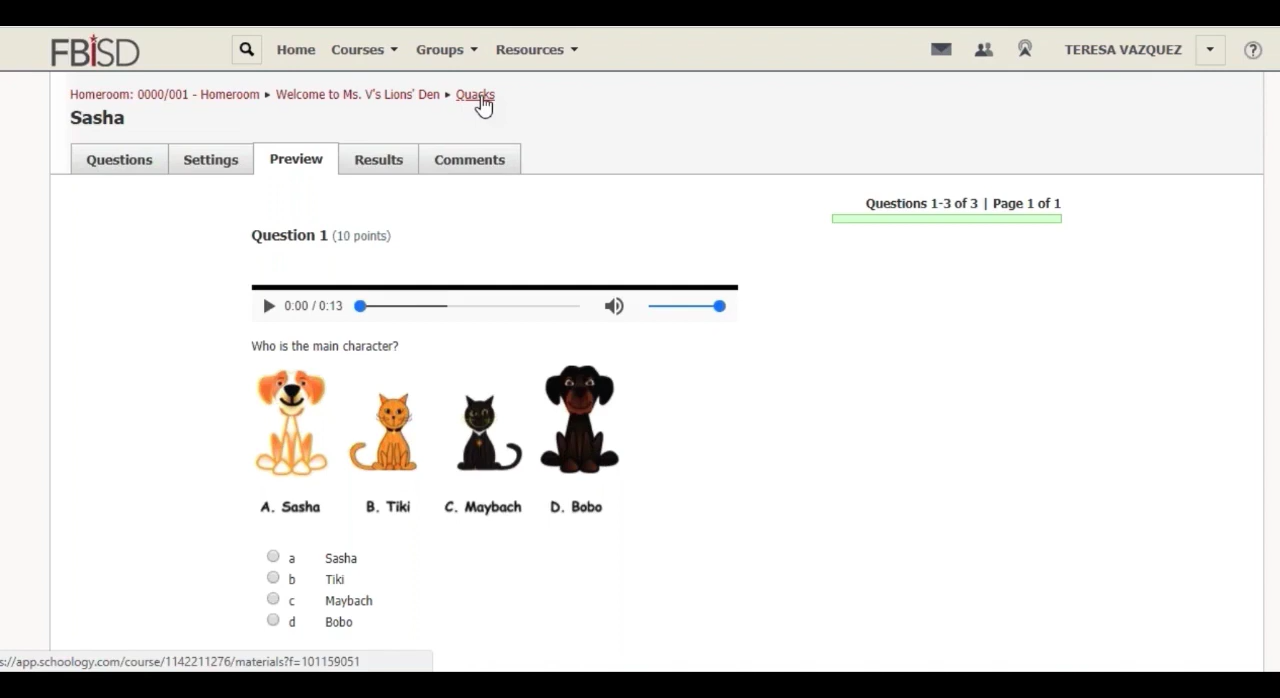 FBISD
Home Courses Groups Resources TERESA VAZQUEZ ?
Homeroom: 0000/001 - Homeroom ▸ Welcome to Ms. V's Lions' Den ▸ Quacks
Sasha
Questions Settings Preview Results Comments
Questions 1-3 of 3 | Page 1 of 1
Question 1 (10 points)
0:00 / 0:13
Who is the main character?
A. Sasha B. Tiki C. Maybach D. Bobo
a Sasha
b Tiki
c Maybach
d Bobo
s://app.schoology.com/course/1142211276/materials?f=101159051